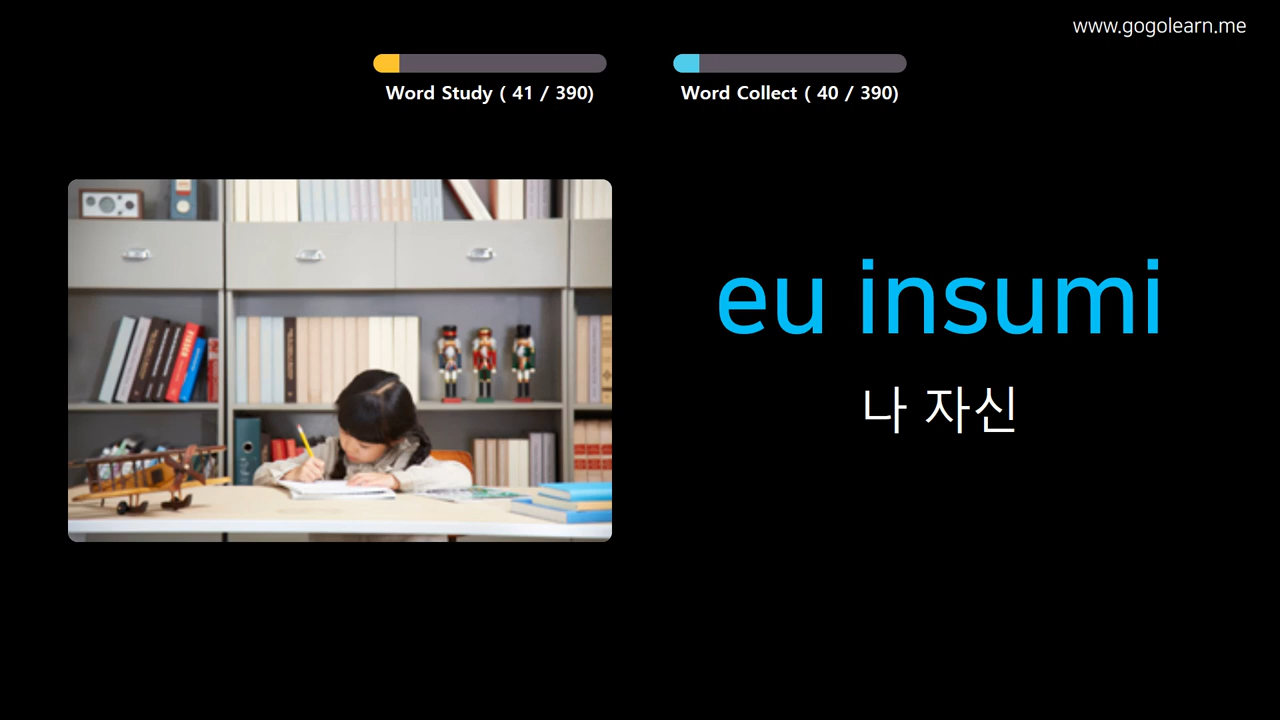 www.gogolearn.me
Word Study ( 41 / 390)
Word Collect ( 40 / 390)
eu insumi
나 자신